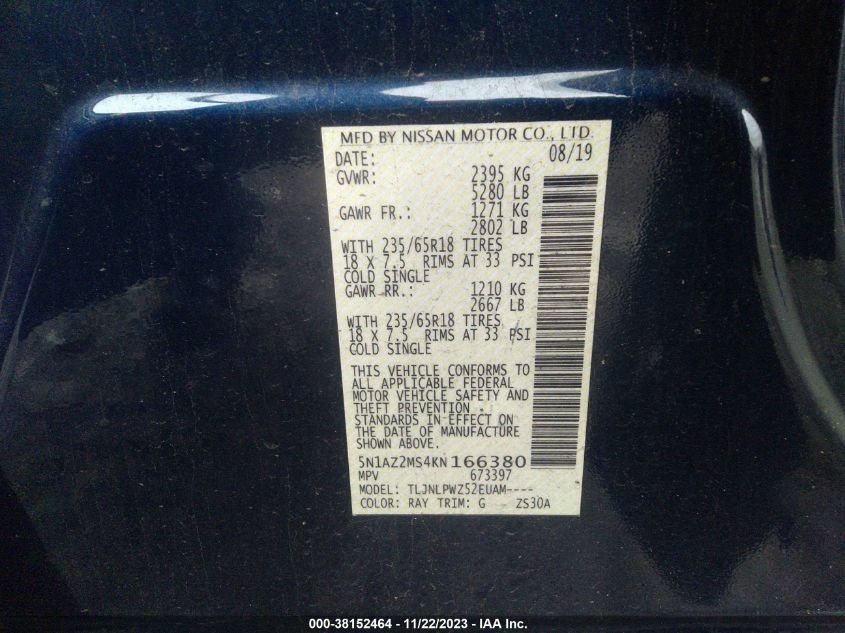 MFD BY NISSAN MOTOR CO., LTD.
DATE: 08/19
GVWR: 2395 KG
5280 LB
GAWR FR.: 1271 KG
2802 LB
WITH 235/65R18 TIRES
18 X 7.5 RIMS AT 33 PSI
COLD SINGLE
GAWR RR.: 1210 KG
2667 LB
WITH 235/65R18 TIRES
18 X 7.5 RIMS AT 33 PSI
COLD SINGLE
THIS VEHICLE CONFORMS TO
ALL APPLICABLE FEDERAL
MOTOR VEHICLE SAFETY AND
THEFT PREVENTION
STANDARDS IN EFFECT ON
THE DATE OF MANUFACTURE
SHOWN ABOVE.
5N1AZ2MS4KN166380
MPV 673397
MODEL: TLJNLPWZ52EUAM----
COLOR: RAY TRIM: G ZS30A
000-38152464 - 11/22/2023 - IAA Inc.